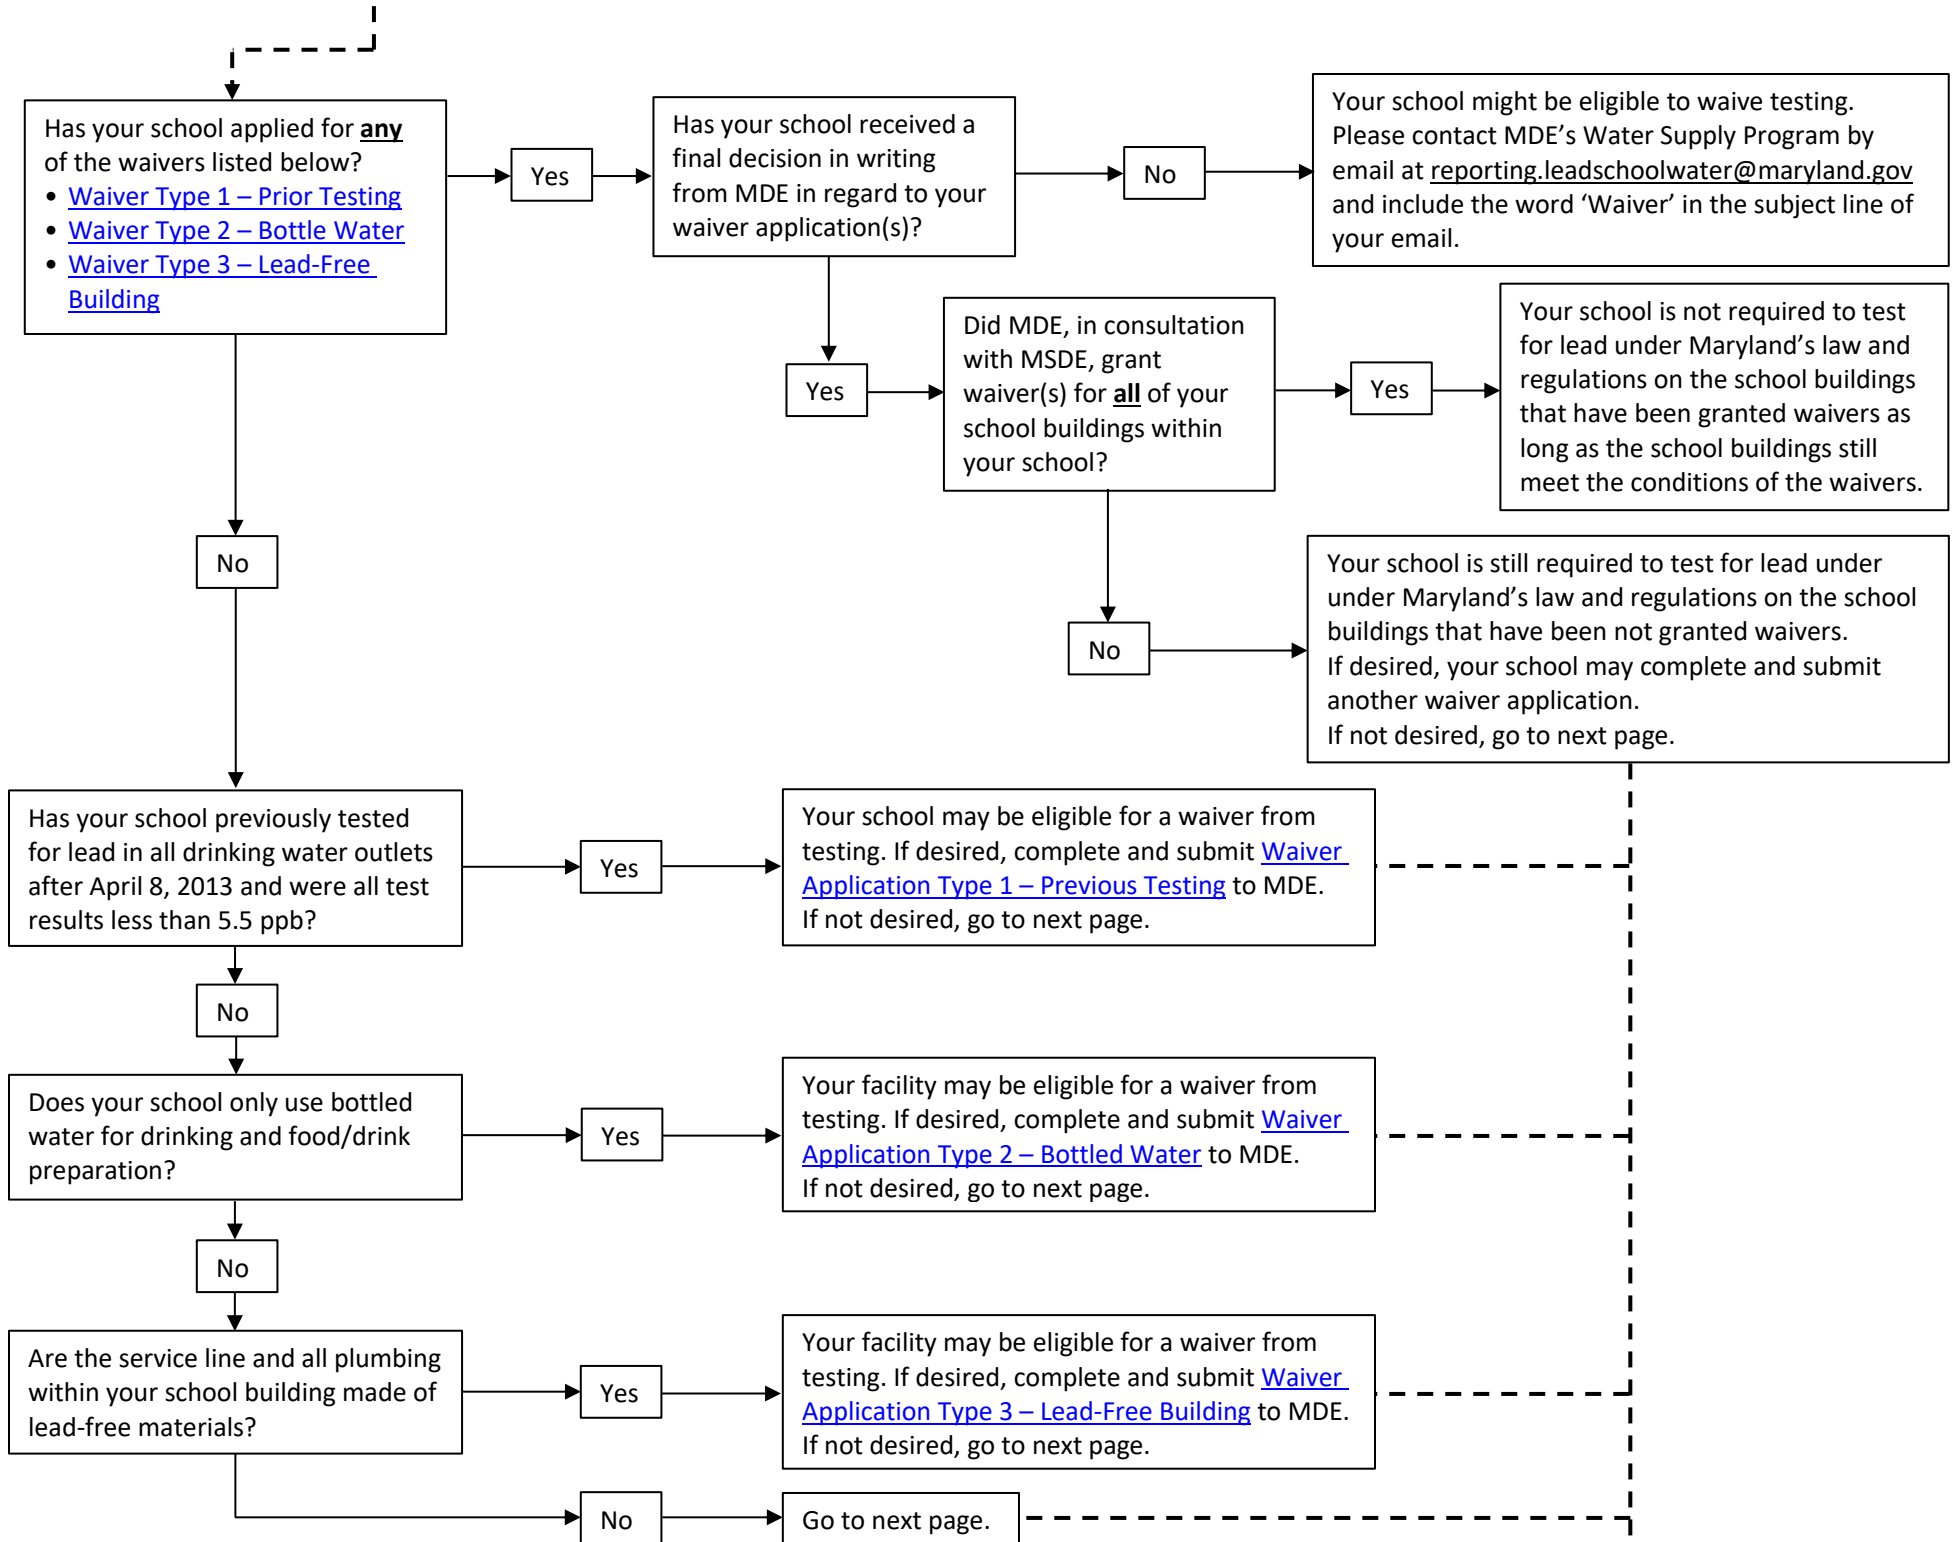 Has your school applied for any
of the waivers listed below?
• Waiver Type 1 – Prior Testing
• Waiver Type 2 – Bottle Water
• Waiver Type 3 – Lead-Free
Building
Yes
Has your school received a
final decision in writing
from MDE in regard to your
waiver application(s)?
No
Your school might be eligible to waive testing.
Please contact MDE’s Water Supply Program by
email at reporting.leadschoolwater@maryland.gov
and include the word ‘Waiver’ in the subject line of
your email.
Yes
Did MDE, in consultation
with MSDE, grant
waiver(s) for all of your
school buildings within
your school?
Yes
Your school is not required to test
for lead under Maryland’s law and
regulations on the school buildings
that have been granted waivers as
long as the school buildings still
meet the conditions of the waivers.
No
No
Your school is still required to test for lead under
under Maryland’s law and regulations on the school
buildings that have been not granted waivers.
If desired, your school may complete and submit
another waiver application.
If not desired, go to next page.
Has your school previously tested
for lead in all drinking water outlets
after April 8, 2013 and were all test
results less than 5.5 ppb?
Yes
Your school may be eligible for a waiver from
testing. If desired, complete and submit Waiver
Application Type 1 – Previous Testing to MDE.
If not desired, go to next page.
No
Does your school only use bottled
water for drinking and food/drink
preparation?
Yes
Your facility may be eligible for a waiver from
testing. If desired, complete and submit Waiver
Application Type 2 – Bottled Water to MDE.
If not desired, go to next page.
No
Are the service line and all plumbing
within your school building made of
lead-free materials?
Yes
Your facility may be eligible for a waiver from
testing. If desired, complete and submit Waiver
Application Type 3 – Lead-Free Building to MDE.
If not desired, go to next page.
No
Go to next page.